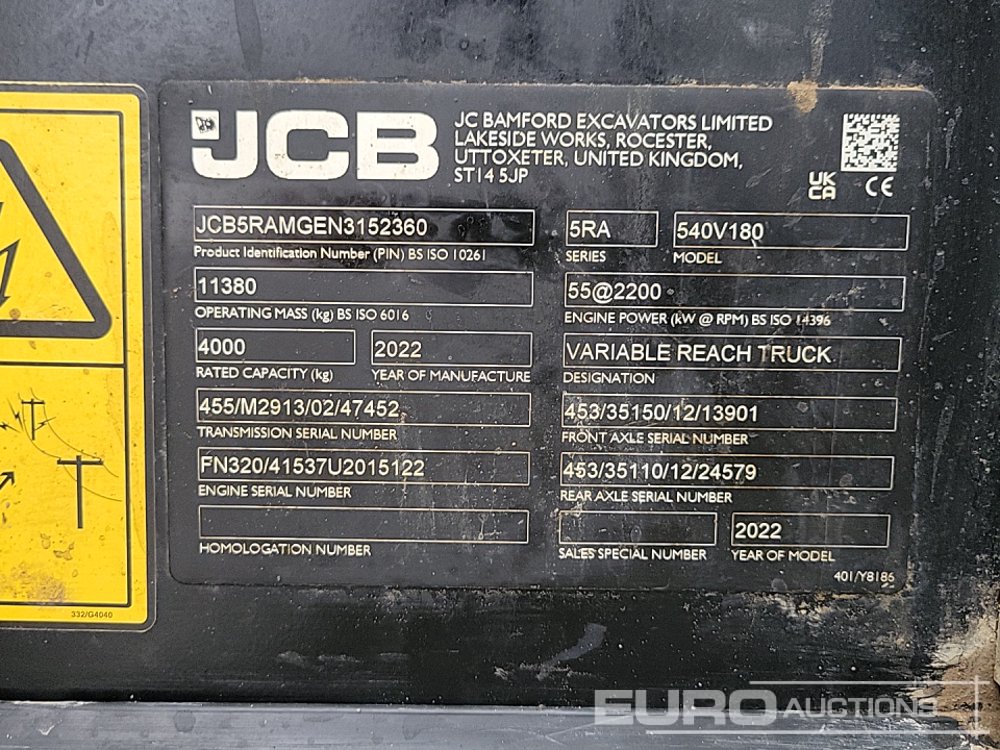 JCB
JC BAMFORD EXCAVATORS LIMITED
LAKESIDE WORKS, ROCESTER,
UTTOXETER, UNITED KINGDOM,
ST14 5JP
UK
CA
CE
JCB5RAMGEN3152360
Product Identification Number (PIN) BS ISO 10261
5RA
SERIES
540V180
MODEL
11380
OPERATING MASS (kg) BS ISO 6016
55@2200
ENGINE POWER (kW @ RPM) BS ISO 14396
4000
RATED CAPACITY (kg)
2022
YEAR OF MANUFACTURE
VARIABLE REACH TRUCK
DESIGNATION
455/M2913/02/47452
TRANSMISSION SERIAL NUMBER
453/35150/12/13901
FRONT AXLE SERIAL NUMBER
FN320/41537U2015122
ENGINE SERIAL NUMBER
453/35110/12/24579
REAR AXLE SERIAL NUMBER
HOMOLOGATION NUMBER
SALES SPECIAL NUMBER
2022
YEAR OF MODEL
401/Y8186
332/G4040
EURO AUCTIONS